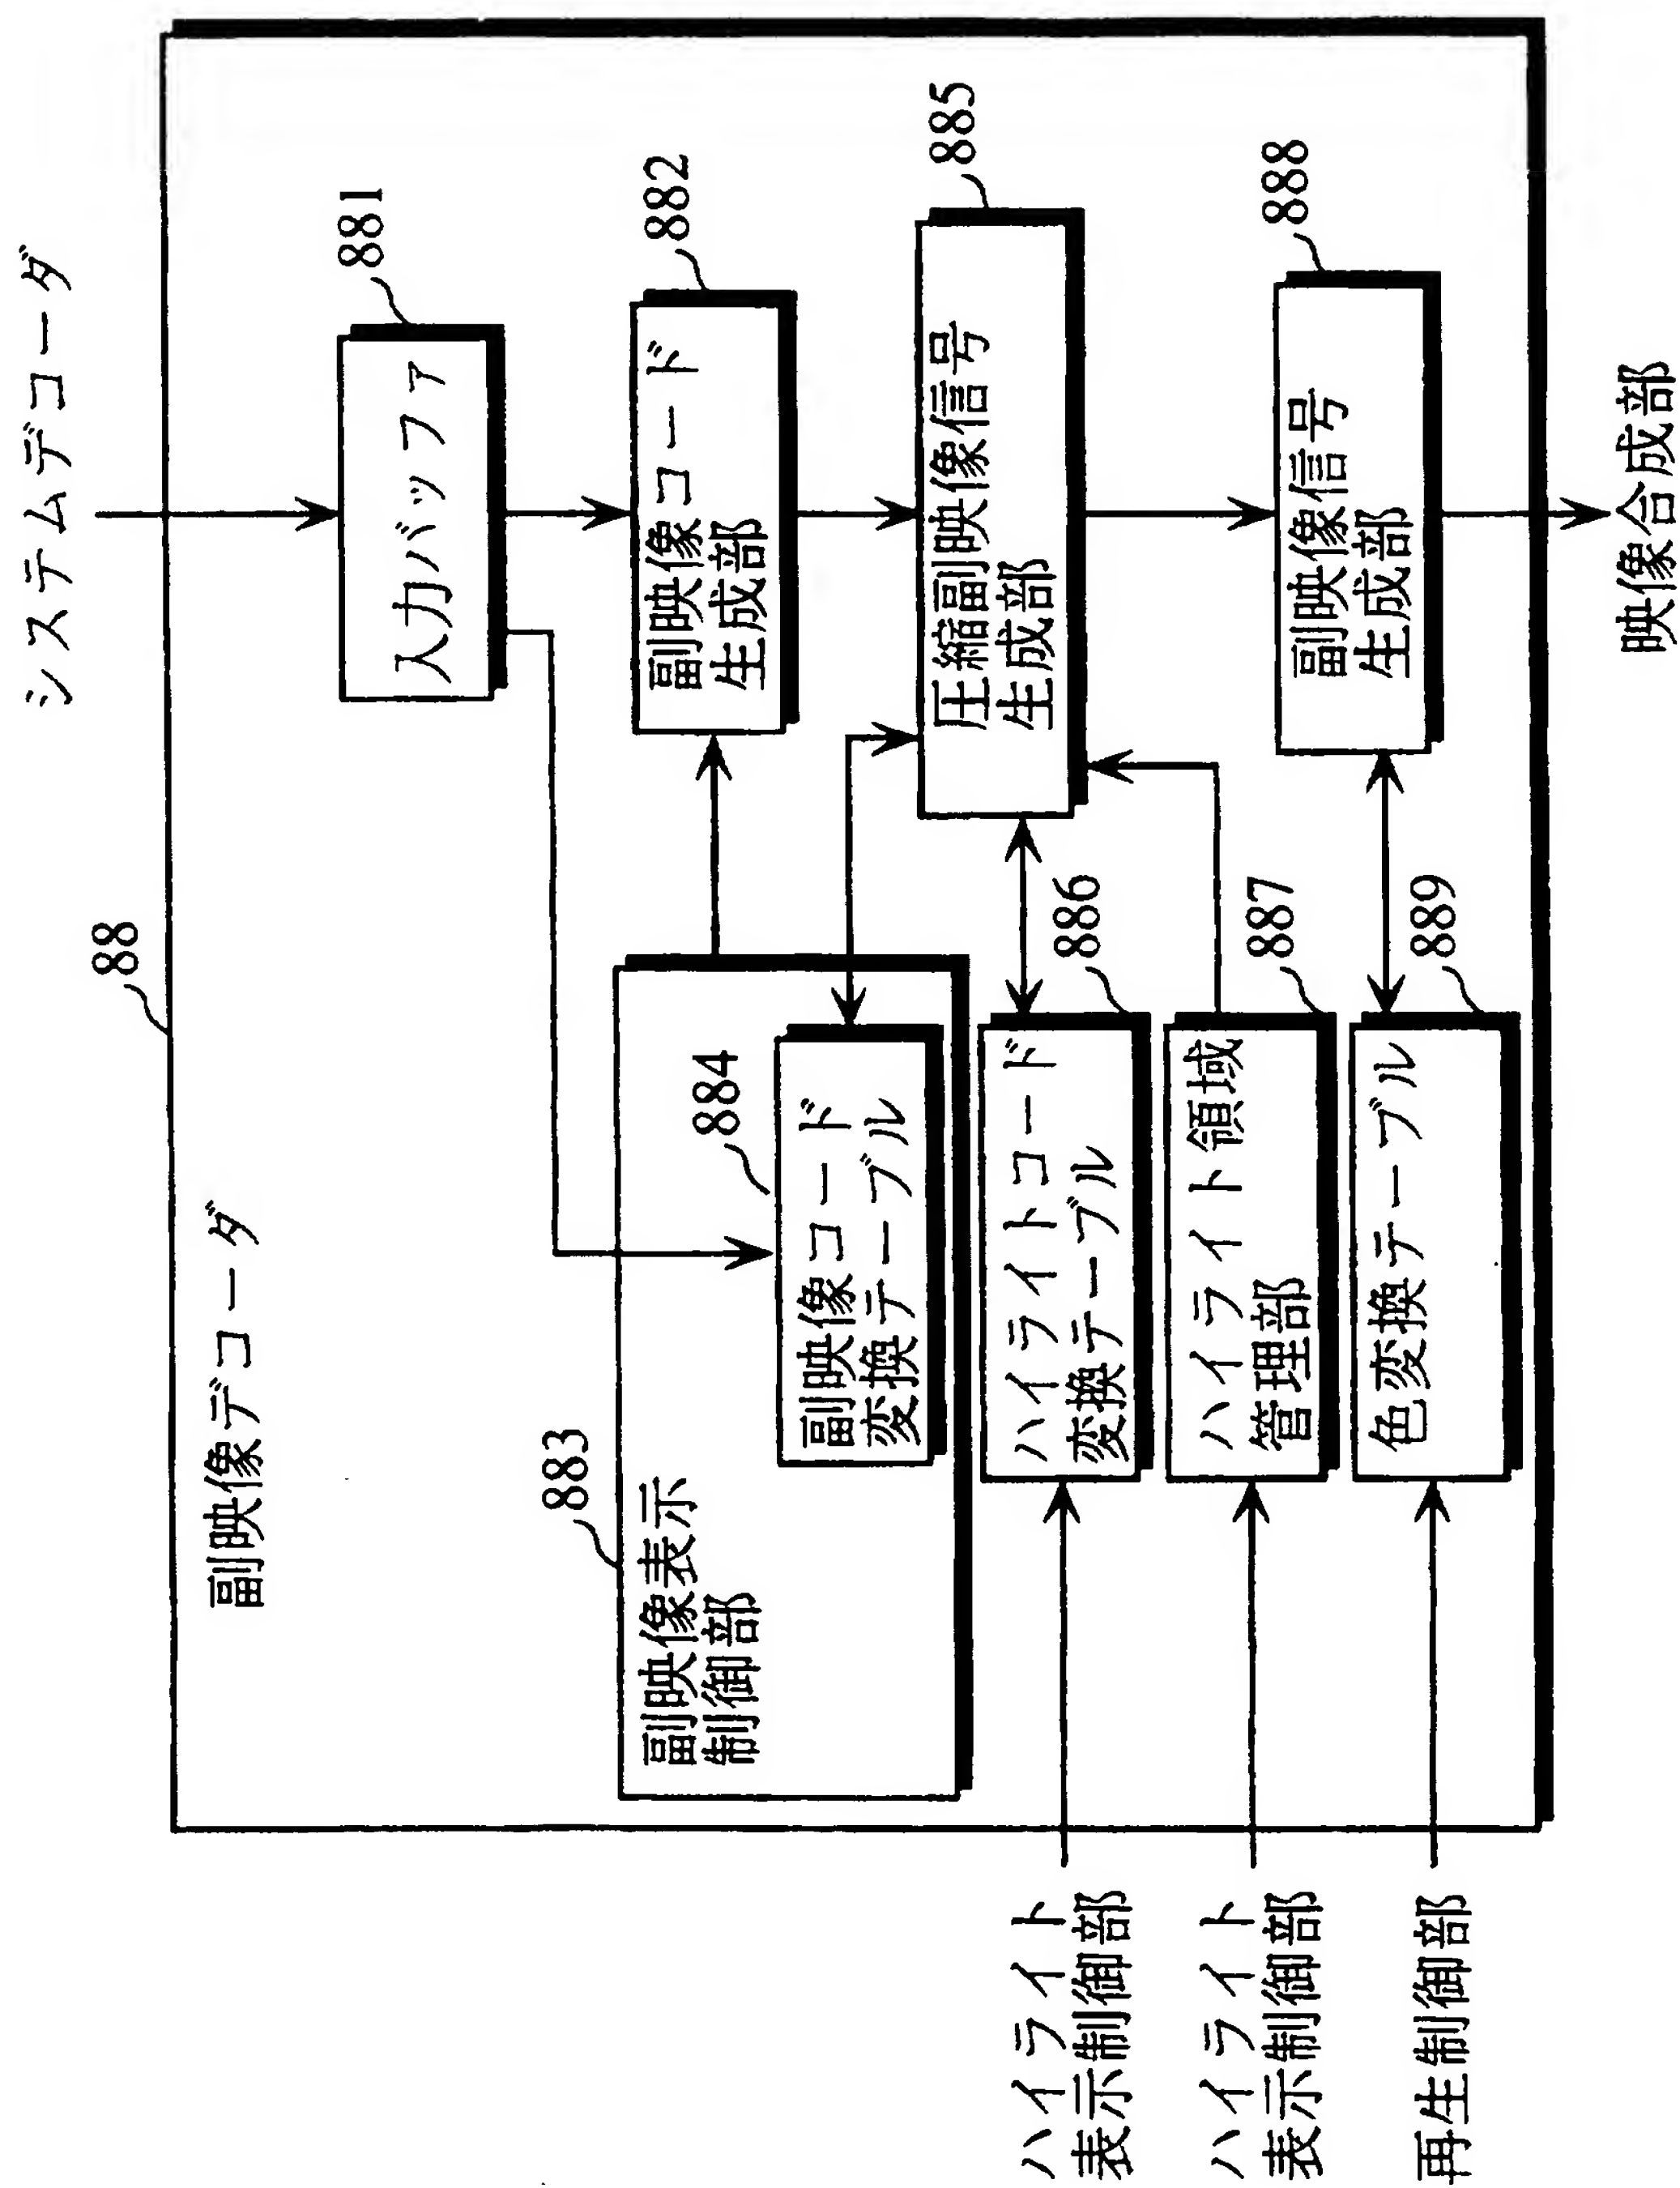 システムデコーダ
88
副映像デコーダ
881
入力バッファ
882
副映像コード
生成部
883
副映像表示
制御部
884
副映像コード
変換テーブル
885
圧縮副映像信号
生成部
886
ハイライトコード
変換テーブル
887
ハイライト領域
管理部
888
副映像信号
生成部
889
色変換テーブル
ハイライト
表示制御部
ハイライト
表示制御部
再生制御部
映像合成部